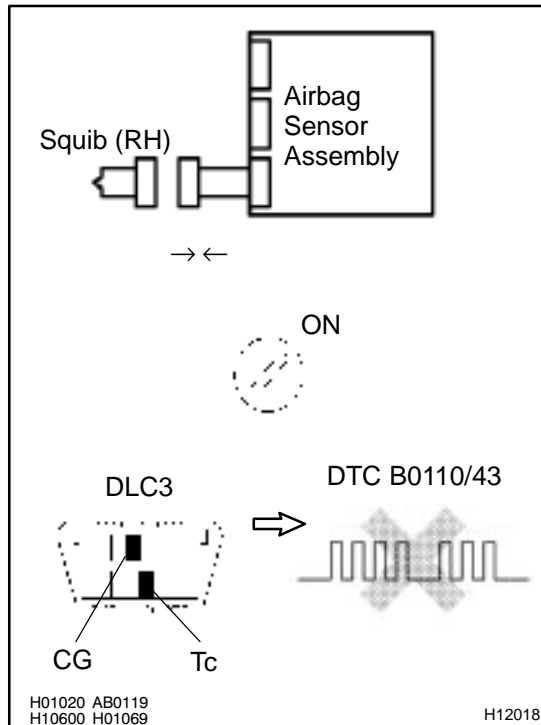 Airbag
Sensor
Assembly
Squib (RH)
ON
DLC3
DTC B0110/43
CG
Tc
H01020 AB0119
H10600 H01069
H12018